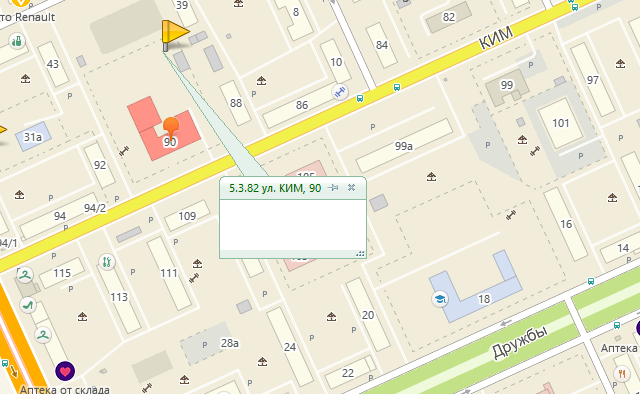 то Renault
8
82
КИМ
84
39
43
10
99
97
88
86
101
31а
90
99а
92
105
5.3.82 ул. КИМ, 90
94
94/2
109
16
94/1
14
115
111
113
18
20
Дружбы
28а
24
Аптека
22
Аптека от склада
P
P
P
P
P
P
P
P
P
P
P
P